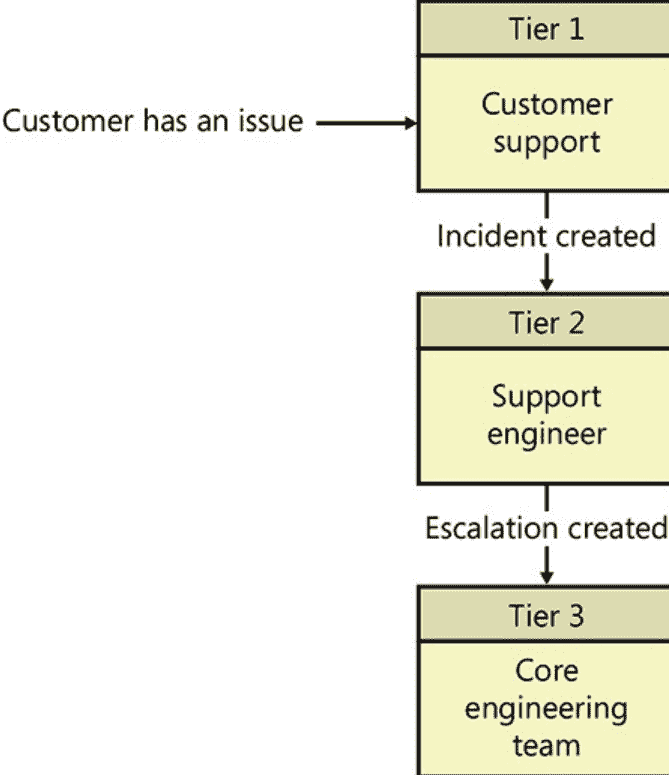 Tier 1
Customer has an issue
Customer
support
Incident created
Tier 2
Support
engineer
Escalation created
Tier 3
Core
engineering
team